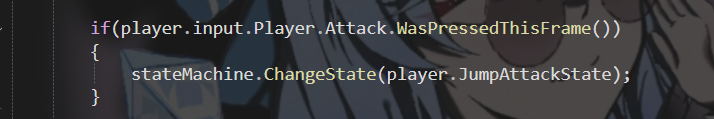 if(player.input.Player.Attack.WasPressedThisFrame())
{
stateMachine.ChangeState(player.JumpAttackState);
}